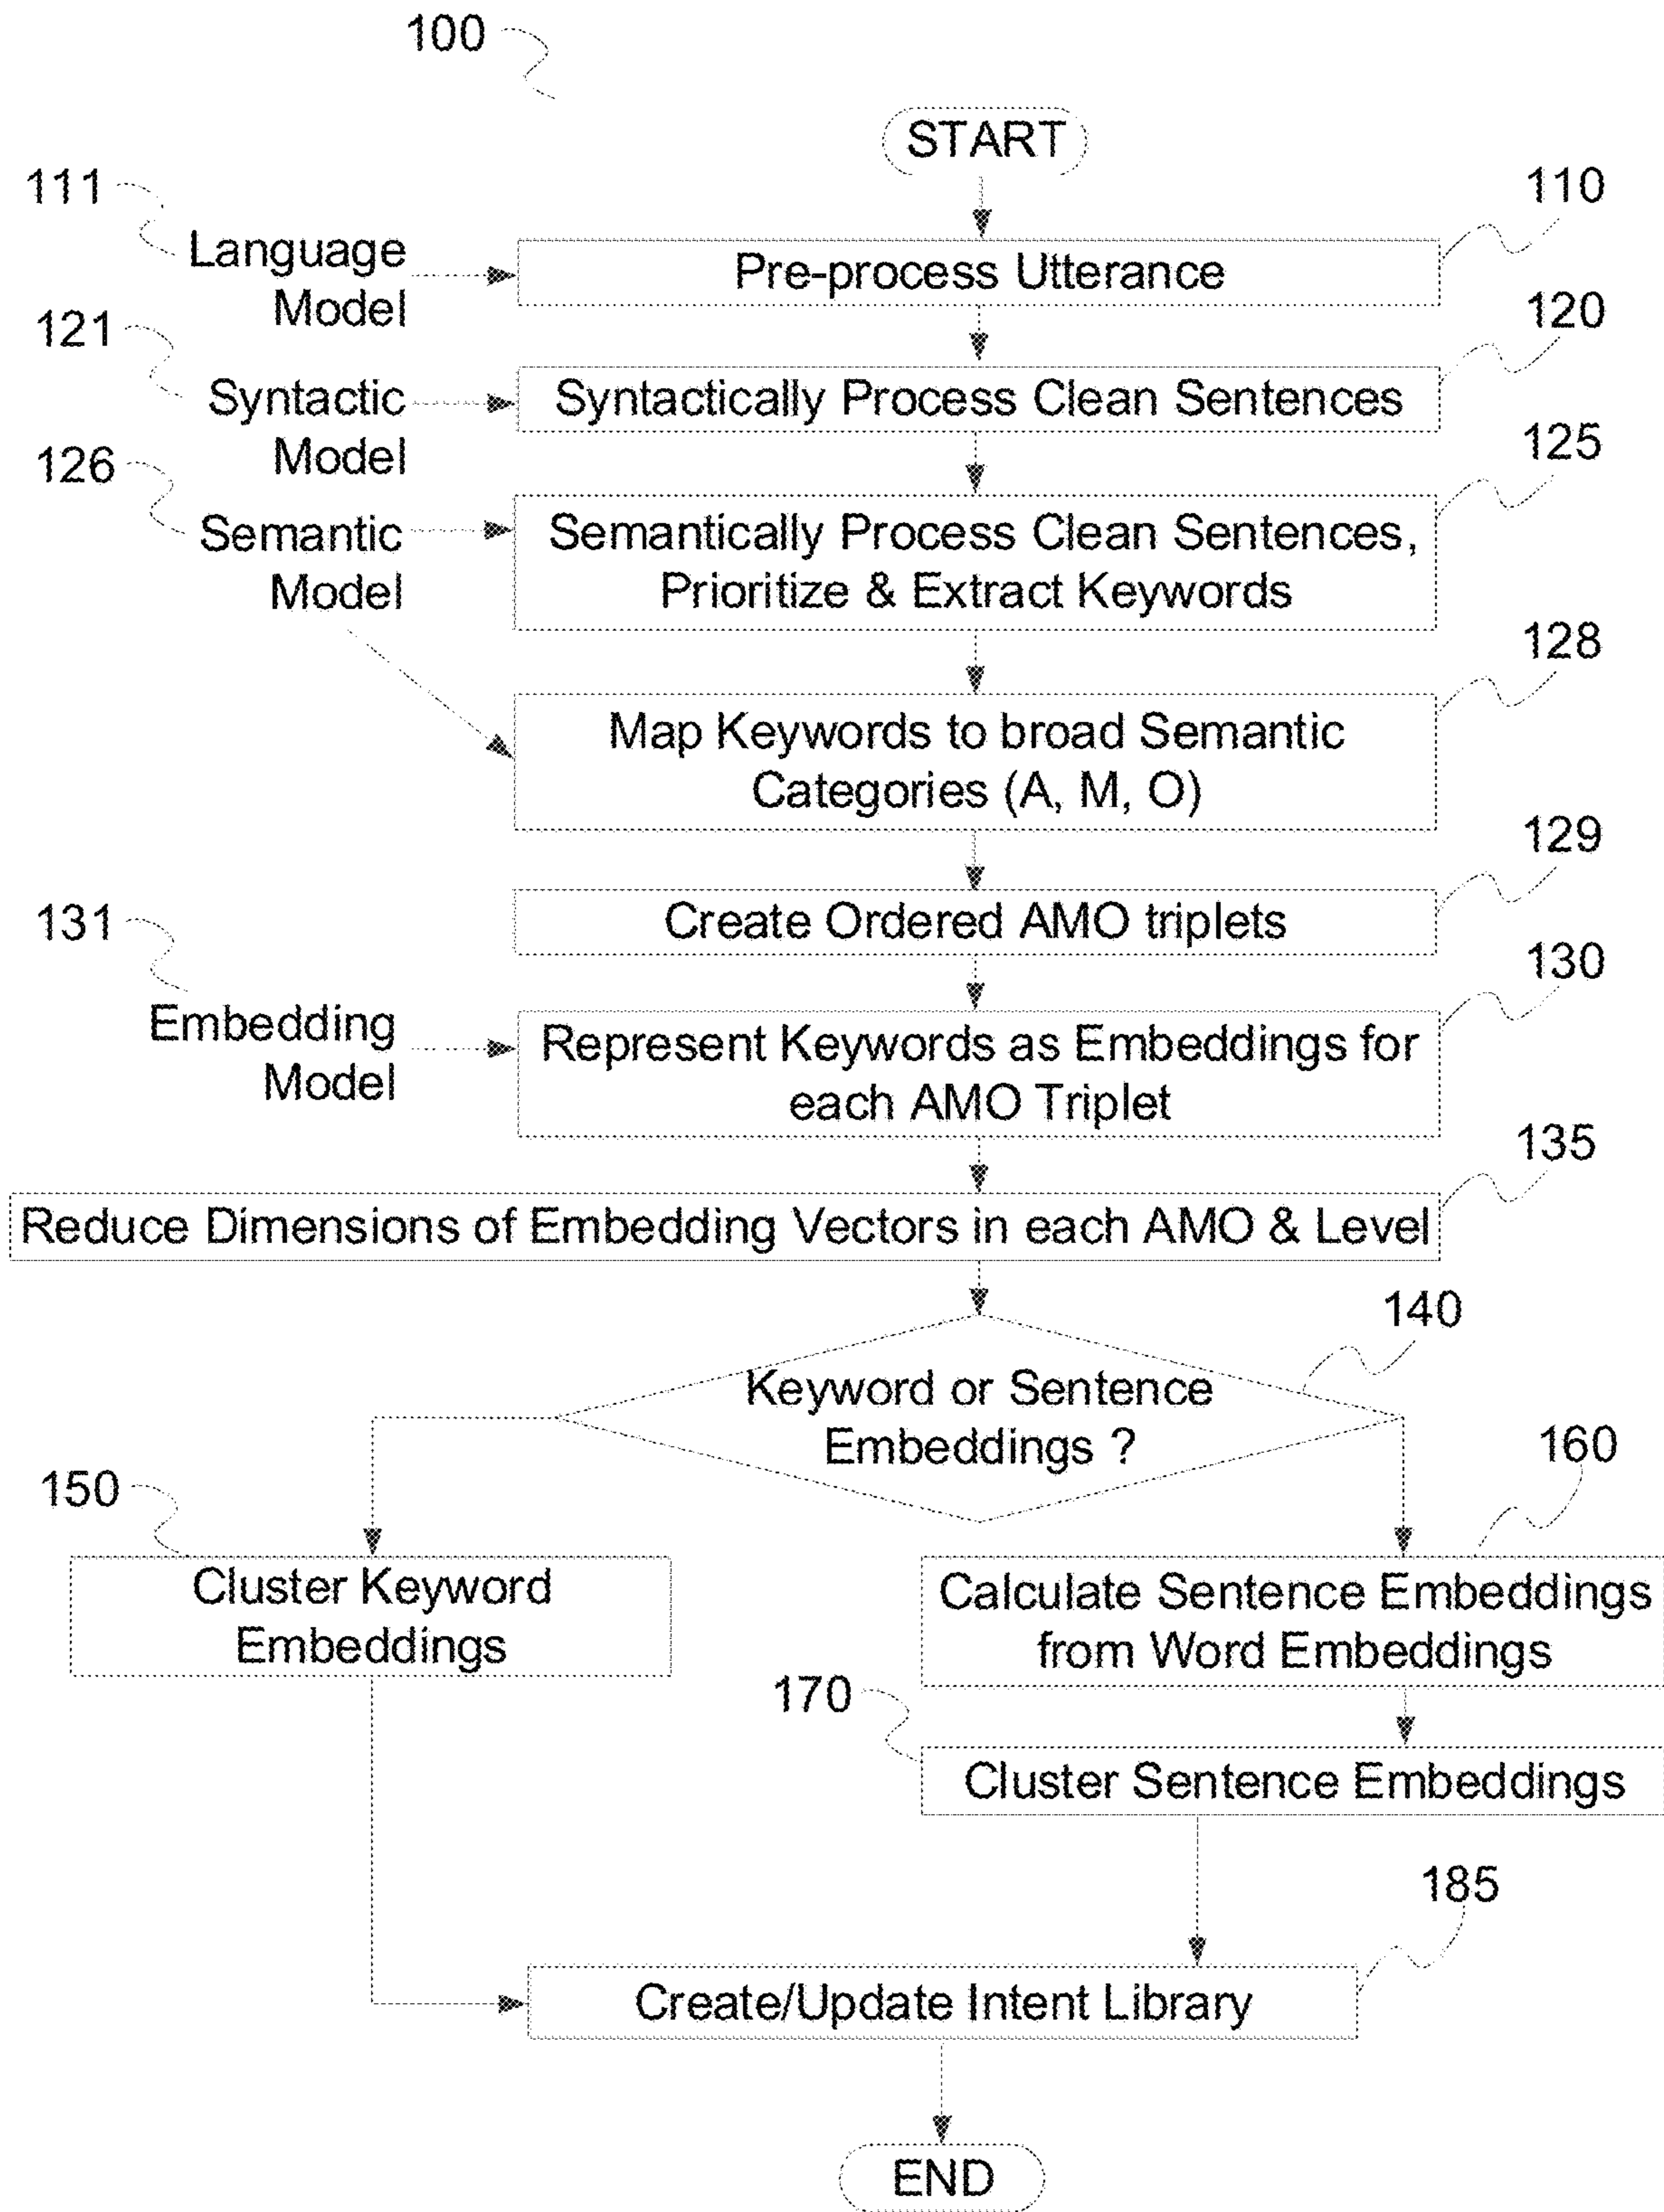 100
START
111
110
Language
Model
Pre-process Utterance
121
120
Syntactic
Model
Syntactically Process Clean Sentences
126
125
Semantic
Model
Semantically Process Clean Sentences,
Prioritize & Extract Keywords
128
Map Keywords to broad Semantic
Categories (A, M, O)
129
Create Ordered AMO triplets
131
130
Embedding
Model
Represent Keywords as Embeddings for
each AMO Triplet
135
Reduce Dimensions of Embedding Vectors in each AMO & Level
140
Keyword or Sentence
Embeddings ?
150
160
Cluster Keyword
Embeddings
Calculate Sentence Embeddings
from Word Embeddings
170
Cluster Sentence Embeddings
185
Create/Update Intent Library
END